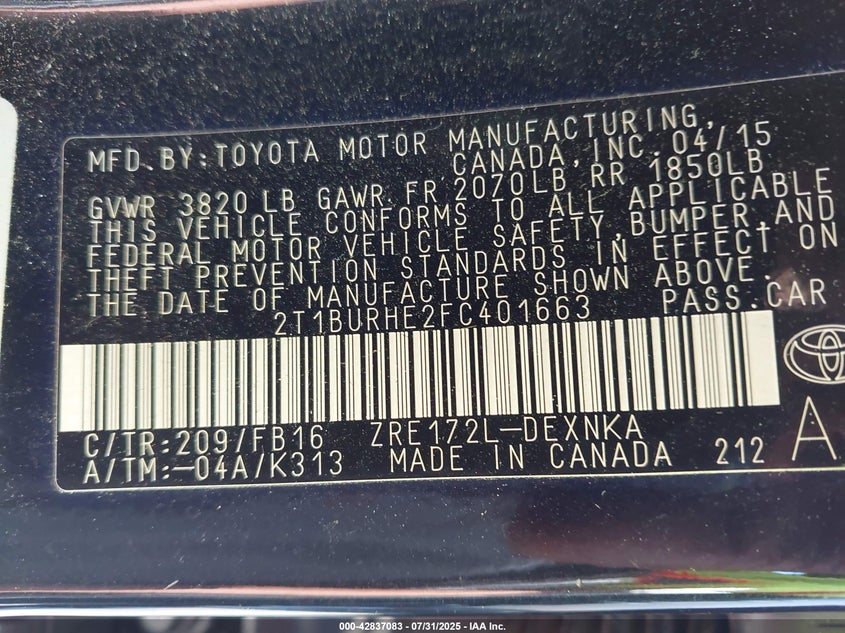 MFD. BY: TOYOTA MOTOR MANUFACTURING,
CANADA, INC. 04/15
GVWR 3820 LB GAWR FR 2070LB RR 1850LB
THIS VEHICLE CONFORMS TO ALL APPLICABLE
FEDERAL MOTOR VEHICLE SAFETY, BUMPER, AND
THEFT PREVENTION STANDARDS IN EFFECT ON
THE DATE OF MANUFACTURE SHOWN ABOVE.
2T1BURHE2FC401663 PASS. CAR
C/TR: 209/FB16 ZRE172L-DEXNKA
A/TM: -04A/K313 MADE IN CANADA 212 A
000-42837083 - 07/31/2025 - IAA Inc.